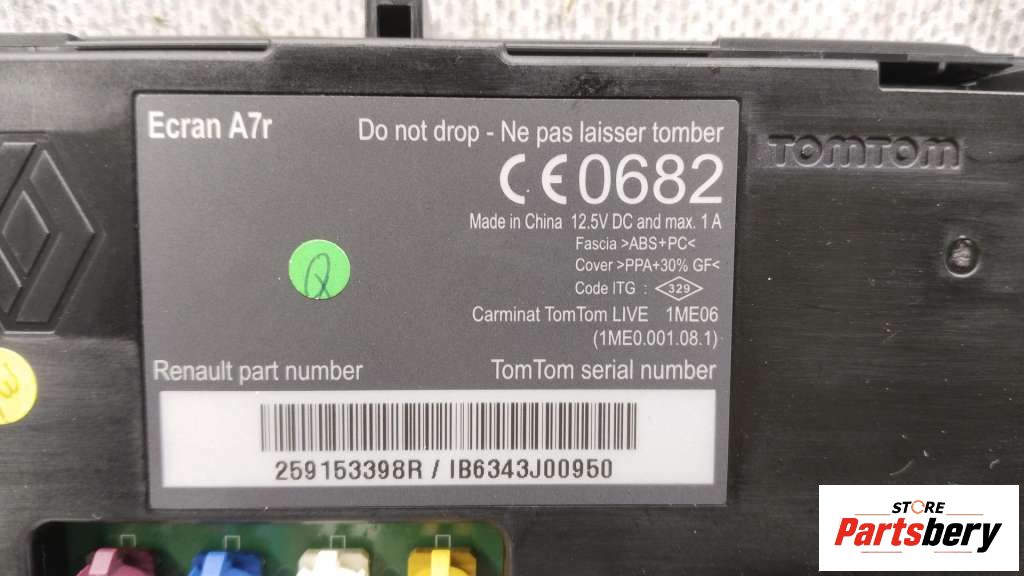 Ecran A7r
Do not drop - Ne pas laisser tomber
CE 0682
TOMTOM
Made in China 12.5V DC and max. 1 A
Fascia >ABS+PC<
Cover >PPA+30% GF<
Code ITG : 329
Carminat TomTom LIVE 1ME06
(1ME0.001.08.1)
Renault part number
TomTom serial number
259153398R / IB6343J00950
STORE
Partsbery